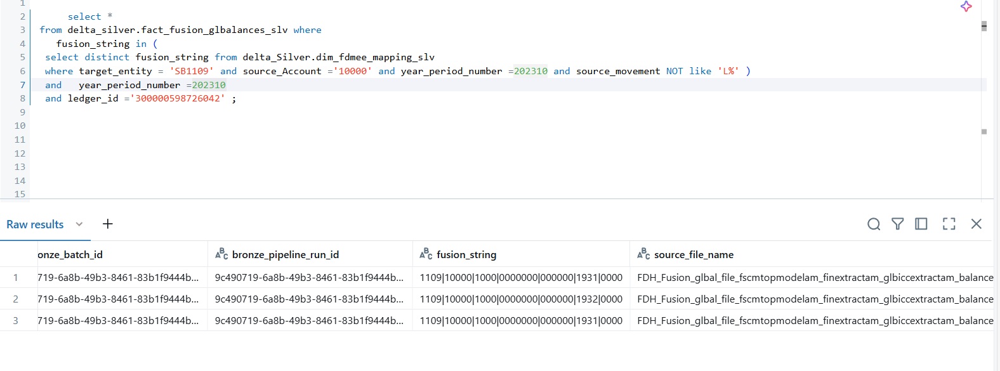 1
2 select *
3 from delta_silver.fact_fusion_glbalances_slv where
4 fusion_string in (
5 select distinct fusion_string from delta_Silver.dim_fdmee_mapping_slv
6 where target_entity = 'SB1109' and source_Account ='10000' and year_period_number =202310 and source_movement NOT like 'L%' )
7 and year_period_number =202310
8 and ledger_id ='300000598726042' ;
9
10
11
12
13
14
15
Raw results
onze_batch_id bronze_pipeline_run_id fusion_string source_file_name
1 719-6a8b-49b3-8461-83b1f9444b... 9c490719-6a8b-49b3-8461-83b1f9444b... 1109|10000|1000|0000000|000000|1931|0000 FDH_Fusion_glbal_file_fscmtopmodelam_finextractam_glbiccextractam_balance
2 719-6a8b-49b3-8461-83b1f9444b... 9c490719-6a8b-49b3-8461-83b1f9444b... 1109|10000|1000|0000000|000000|1932|0000 FDH_Fusion_glbal_file_fscmtopmodelam_finextractam_glbiccextractam_balance
3 719-6a8b-49b3-8461-83b1f9444b... 9c490719-6a8b-49b3-8461-83b1f9444b... 1109|10000|1000|0000000|000000|1931|0000 FDH_Fusion_glbal_file_fscmtopmodelam_finextractam_glbiccextractam_balance